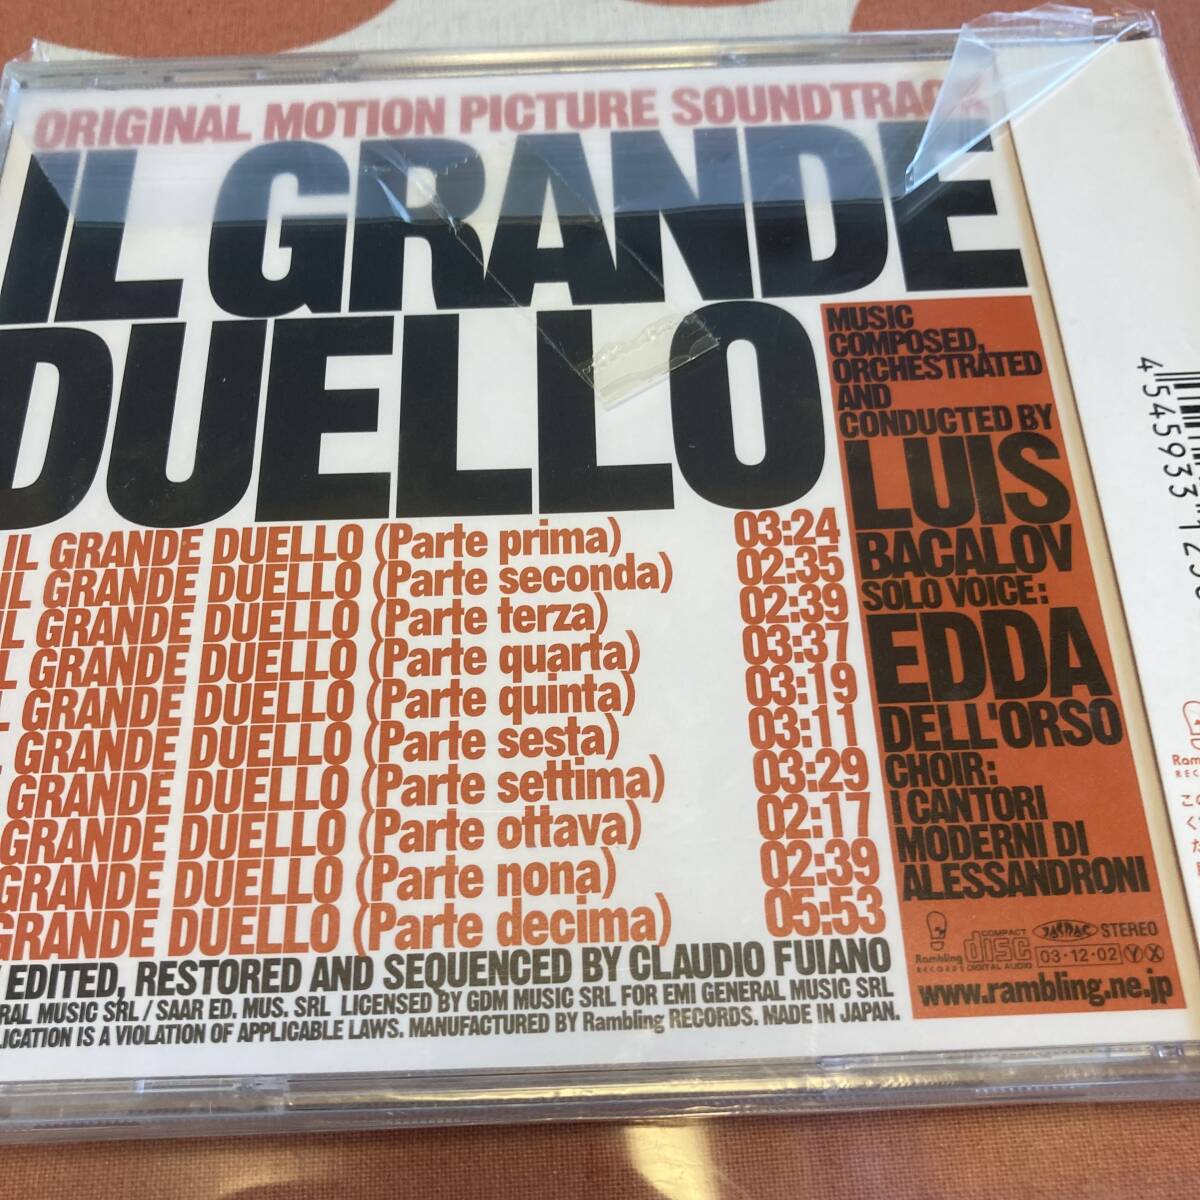 ORIGINAL MOTION PICTURE SOUNDTRACK
IL GRANDE
DUELLO
IL GRANDE DUELLO (Parte prima) 03:24
IL GRANDE DUELLO (Parte seconda) 02:35
IL GRANDE DUELLO (Parte terza) 02:39
L GRANDE DUELLO (Parte quarta) 03:37
L GRANDE DUELLO (Parte quinta) 03:19
GRANDE DUELLO (Parte sesta) 03:11
GRANDE DUELLO (Parte settima) 03:29
GRANDE DUELLO (Parte ottava) 02:17
GRANDE DUELLO (Parte nona) 02:39
GRANDE DUELLO (Parte decima) 05:53
EDITED, RESTORED AND SEQUENCED BY CLAUDIO FUIANO
RAL MUSIC SRL / SAAR ED. MUS. SRL LICENSED BY GDM MUSIC SRL FOR EMI GENERAL MUSIC SRL
LICATION IS A VIOLATION OF APPLICABLE LAWS. MANUFACTURED BY Rambling RECORDS. MADE IN JAPAN.
MUSIC
COMPOSED,
ORCHESTRATED
AND
CONDUCTED BY
LUIS
BACALOV
SOLO VOICE:
EDDA
DELL'ORSO
CHOIR:
I CANTORI
MODERNI DI
ALESSANDRONI
Rambling
RECORDS
COMPACT
disc
DIGITAL AUDIO
STEREO
03·12·02 Y X
www.rambling.ne.jp
4 545933 12
Ram
REC